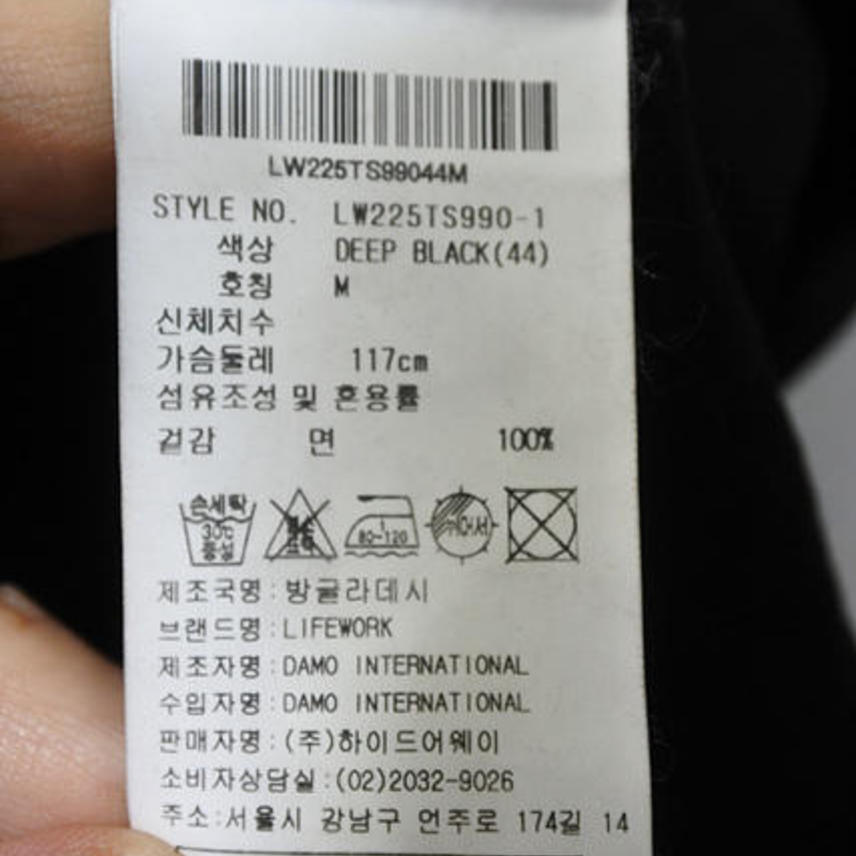 LW225TS99044M
STYLE NO. LW225TS990-1
색상 DEEP BLACK(44)
호칭 M
신체치수
가슴둘레 117cm
섬유조성 및 혼용률
겉감 면 100%
손세탁
30℃
중성
80~120
뉘어서
제조국명:방글라데시
브랜드명:LIFEWORK
제조자명:DAMO INTERNATIONAL
수입자명:DAMO INTERNATIONAL
판매자명:(주)하이드어웨이
소비자상담실:(02)2032-9026
주소:서울시 강남구 언주로 174길 14